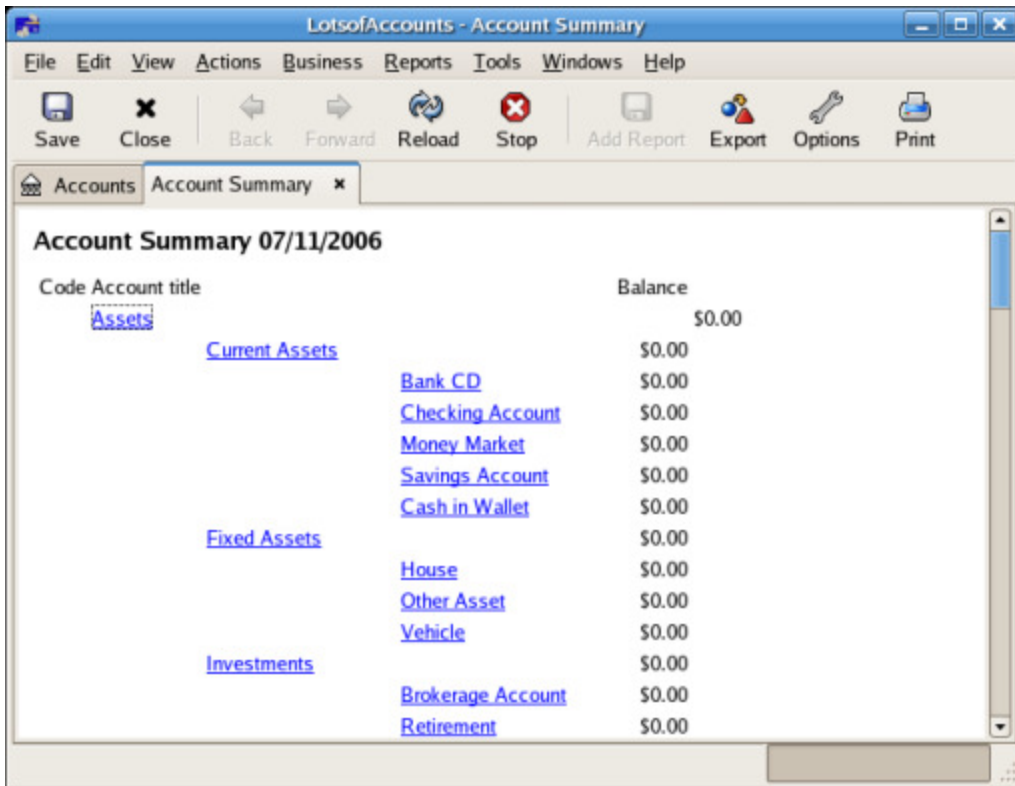 LotsofAccounts - Account Summary
File Edit View Actions Business Reports Tools Windows Help
Save Close Back Forward Reload Stop Add Report Export Options Print
Accounts Account Summary
Account Summary 07/11/2006
Code Account title Balance
Assets $0.00
Current Assets $0.00
Bank CD $0.00
Checking Account $0.00
Money Market $0.00
Savings Account $0.00
Cash in Wallet $0.00
Fixed Assets $0.00
House $0.00
Other Asset $0.00
Vehicle $0.00
Investments $0.00
Brokerage Account $0.00
Retirement $0.00